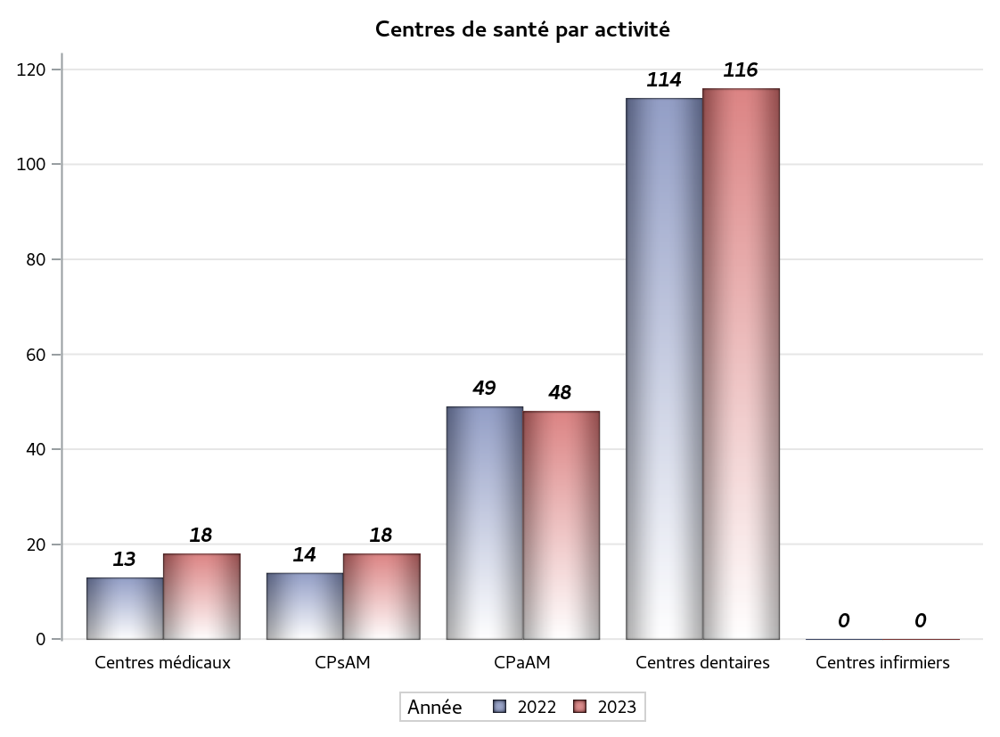 Centres de santé par activité
120
100
80
60
40
20
0
13
18
14
18
49
48
114
116
0
0
Centres médicaux
CPsAM
CPaAM
Centres dentaires
Centres infirmiers
Année 2022 2023